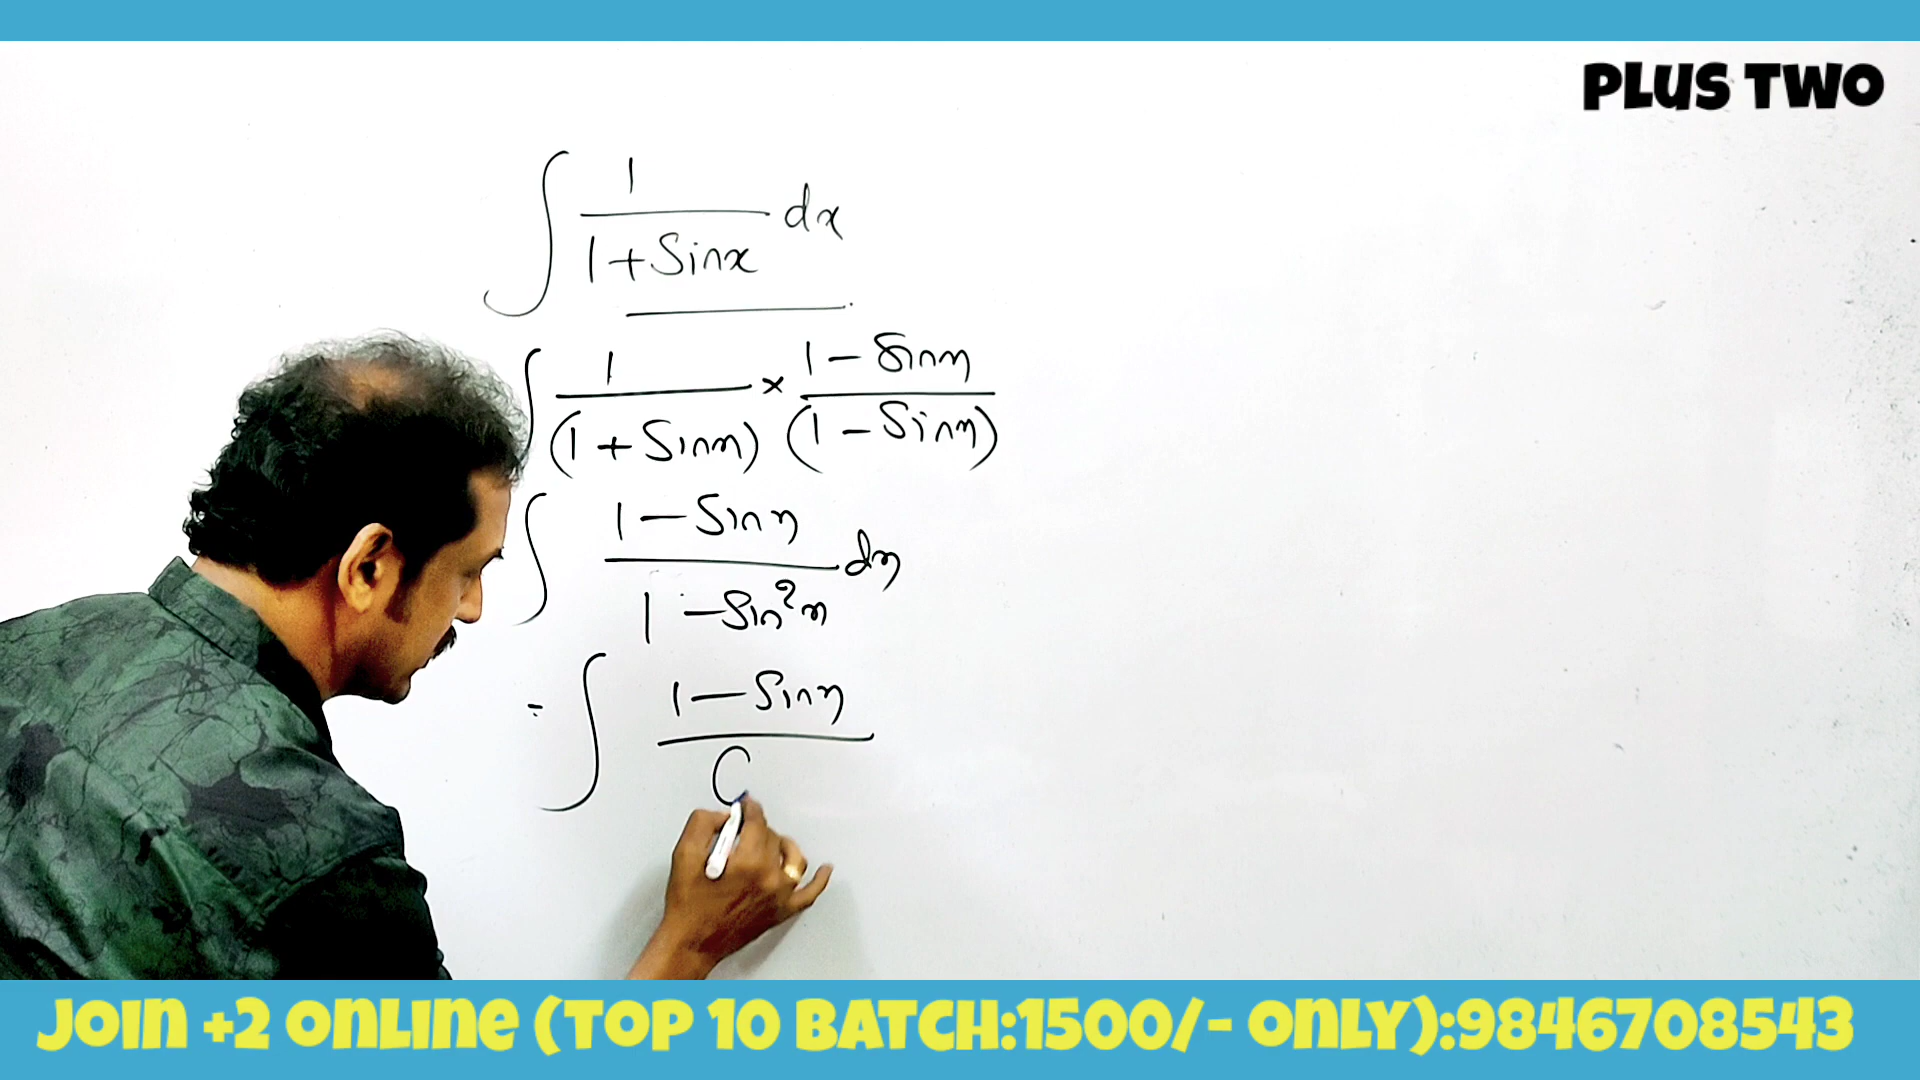 PLUS TWO
∫ 1/(1+Sinx) dx
∫ 1/(1+Sinx) × (1-Sinx)/(1-Sinx)
∫ (1-Sinx)/(1-Sin²x) dx
= ∫ (1-Sinx)/C
JOIN +2 ONLINE (TOP 10 BATCH:1500/- ONLY):9846708543